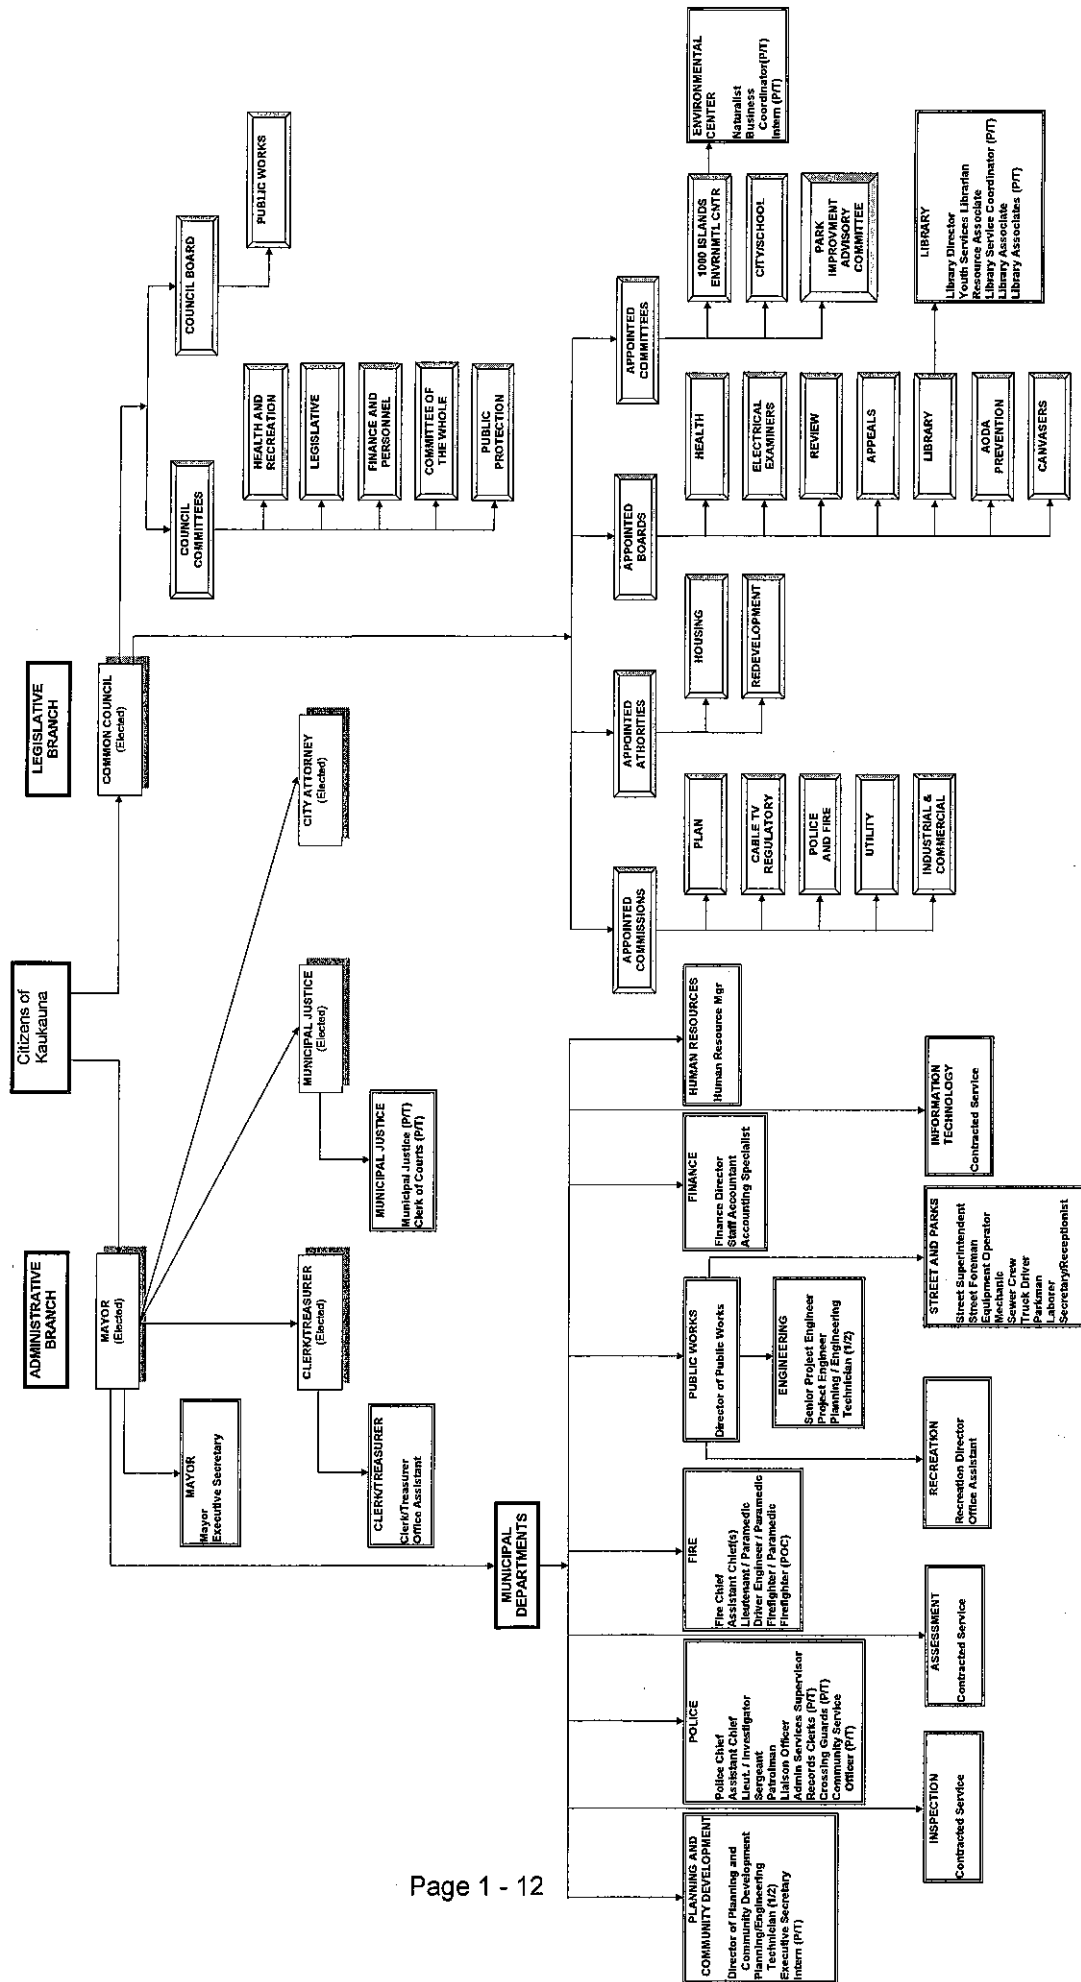 Citizens of
Kaukauna
ADMINISTRATIVE
BRANCH
LEGISLATIVE
BRANCH
MAYOR
(Elected)
COMMON COUNCIL
(Elected)
MAYOR
Mayor
Executive Secretary
CLERK/TREASURER
(Elected)
MUNICIPAL JUSTICE
(Elected)
CITY ATTORNEY
(Elected)
CLERK/TREASURER
Clerk/Treasurer
Office Assistant
MUNICIPAL JUSTICE
Municipal Justice (P/T)
Clerk of Courts (P/T)
COUNCIL
COMMITTEES
COUNCIL BOARD
HEALTH AND
RECREATION
LEGISLATIVE
FINANCE AND
PERSONNEL
COMMITTEE OF
THE WHOLE
PUBLIC
PROTECTION
PUBLIC WORKS
MUNICIPAL
DEPARTMENTS
PLANNING AND
COMMUNITY DEVELOPMENT
Director of Planning and
Community Development
Planning/Engineering
Technician (1/2)
Executive Secretary
Intern (P/T)
POLICE
Police Chief
Assistant Chief
Lieut. / Investigator
Sergeant
Patrolman
Liaison Officer
Admin Services Supervisor
Records Clerks (P/T)
Crossing Guards (P/T)
Community Service
Officer (P/T)
FIRE
Fire Chief
Assistant Chief(s)
Lieutenant / Paramedic
Driver Engineer / Paramedic
Firefighter / Paramedic
Firefighter (POC)
PUBLIC WORKS
Director of Public Works
FINANCE
Finance Director
Staff Accountant
Accounting Specialist
HUMAN RESOURCES
Human Resource Mgr
ENGINEERING
Senior Project Engineer
Project Engineer
Planning / Engineering
Technician (1/2)
INSPECTION
Contracted Service
ASSESSMENT
Contracted Service
RECREATION
Recreation Director
Office Assistant
STREET AND PARKS
Street Superintendent
Street Foreman
Equipment Operator
Mechanic
Sewer Crew
Truck Driver
Parkman
Laborer
Secretary/Receptionist
INFORMATION
TECHNOLOGY
Contracted Service
APPOINTED
COMMISSIONS
PLAN
CABLE TV
REGULATORY
POLICE
AND FIRE
UTILITY
INDUSTRIAL &
COMMERCIAL
APPOINTED
ATHORITIES
HOUSING
REDEVELOPMENT
APPOINTED
BOARDS
HEALTH
ELECTRICAL
EXAMINERS
REVIEW
APPEALS
LIBRARY
AODA
PREVENTION
CANVASERS
APPOINTED
COMMITTEES
1000 ISLANDS
ENVRNMTL CNTR
CITY/SCHOOL
PARK
IMPROVMENT
ADVISORY
COMMITTEE
ENVIRONMENTAL
CENTER
Naturalist
Business
Coordinator(P/T)
Intern (P/T)
LIBRARY
Library Director
Youth Services Librarian
Resource Associate
Library Service Coordinator (P/T)
Library Associate
Library Associates (P/T)
Page 1 - 12